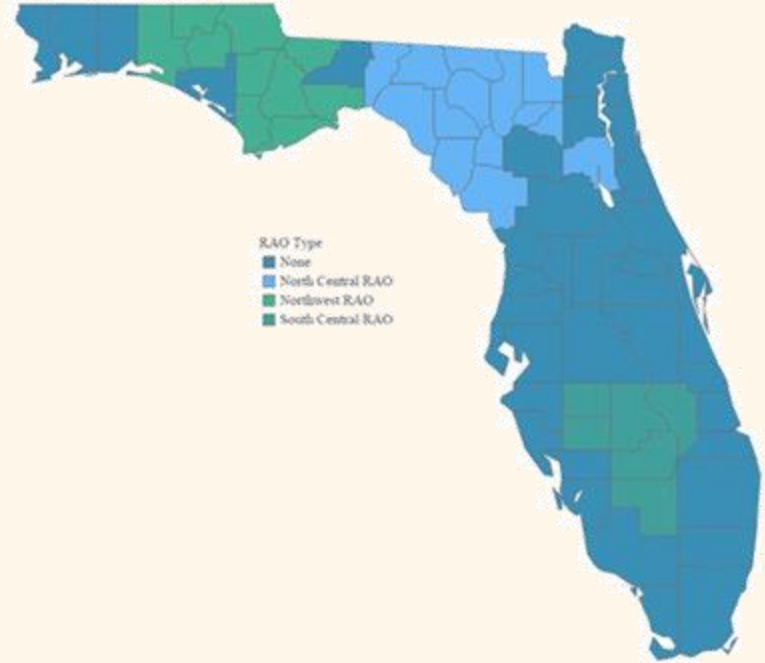 RAO Type
None
North Central RAO
Northwest RAO
South Central RAO